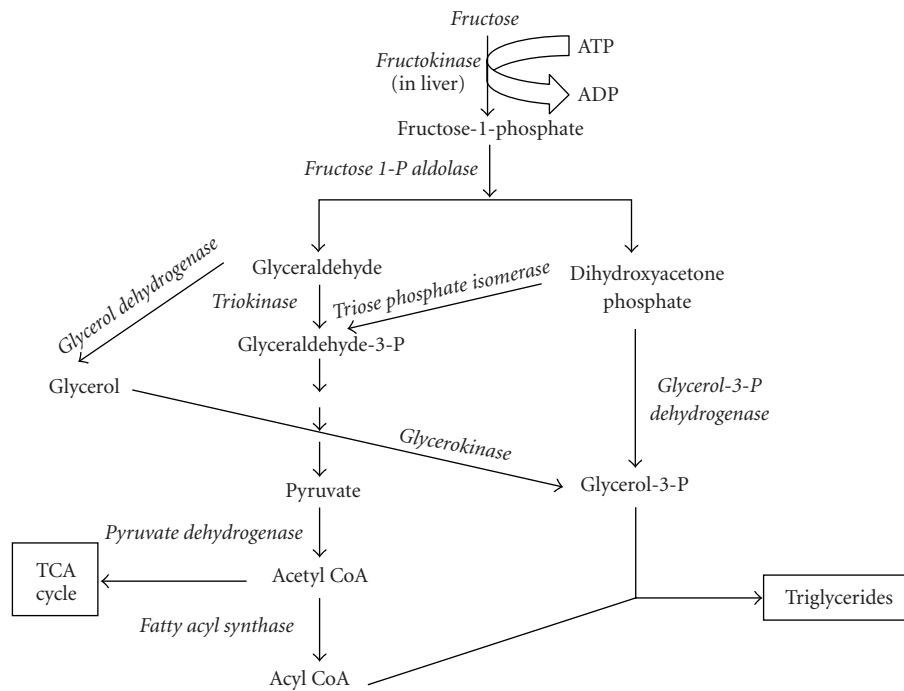 Fructose
Fructokinase
(in liver)
ATP
ADP
Fructose-1-phosphate
Fructose 1-P aldolase
Glycerol dehydrogenase
Glyceraldehyde
Triokinase
Triose phosphate isomerase
Dihydroxyacetone
phosphate
Glyceraldehyde-3-P
Glycerol
Glycerol-3-P
dehydrogenase
Glycerokinase
Pyruvate
Glycerol-3-P
Pyruvate dehydrogenase
TCA
cycle
Acetyl CoA
Triglycerides
Fatty acyl synthase
Acyl CoA